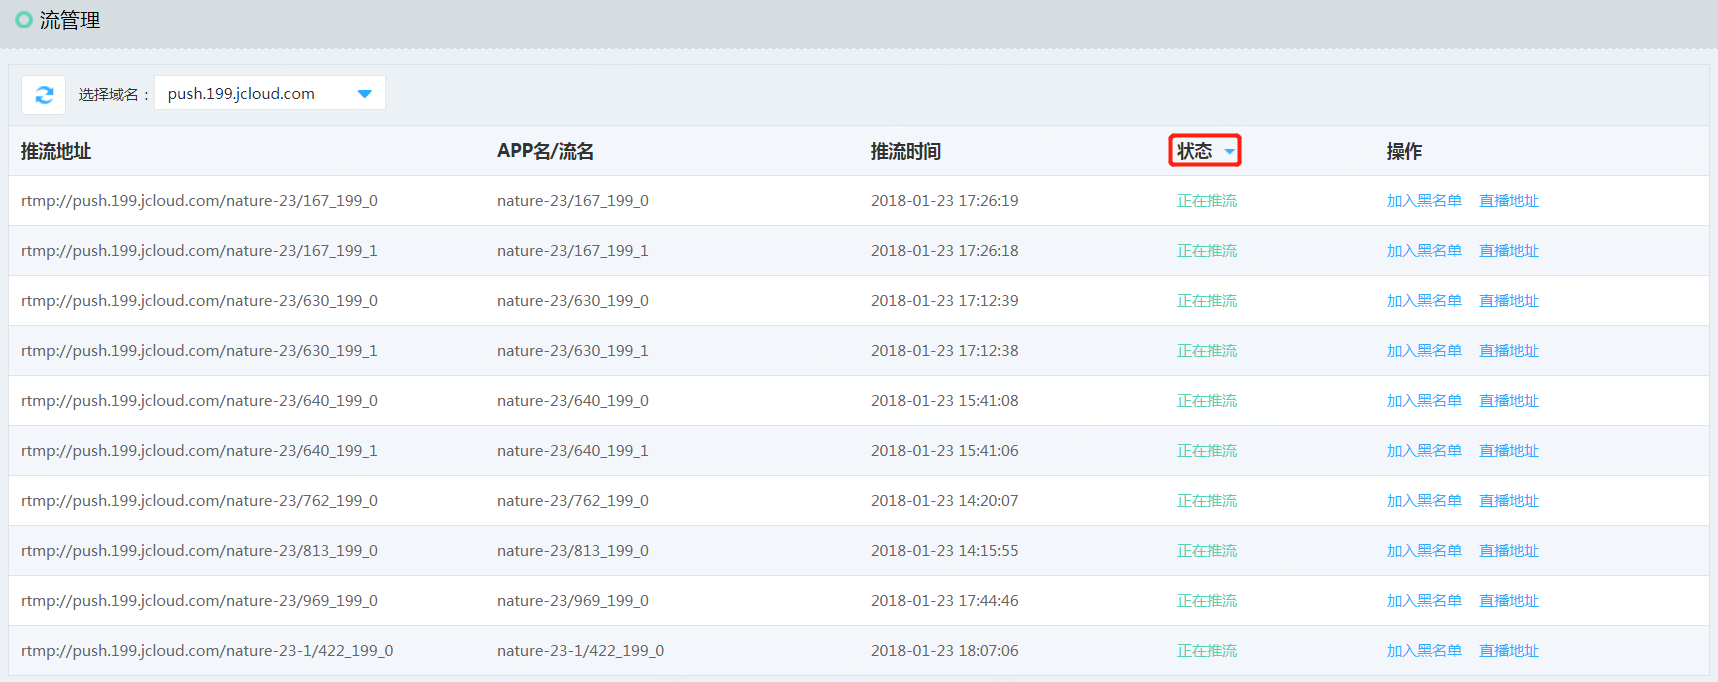 流管理
选择域名： push.199.jcloud.com
推流地址 APP名/流名 推流时间 状态 操作
rtmp://push.199.jcloud.com/nature-23/167_199_0 nature-23/167_199_0 2018-01-23 17:26:19 正在推流 加入黑名单 直播地址
rtmp://push.199.jcloud.com/nature-23/167_199_1 nature-23/167_199_1 2018-01-23 17:26:18 正在推流 加入黑名单 直播地址
rtmp://push.199.jcloud.com/nature-23/630_199_0 nature-23/630_199_0 2018-01-23 17:12:39 正在推流 加入黑名单 直播地址
rtmp://push.199.jcloud.com/nature-23/630_199_1 nature-23/630_199_1 2018-01-23 17:12:38 正在推流 加入黑名单 直播地址
rtmp://push.199.jcloud.com/nature-23/640_199_0 nature-23/640_199_0 2018-01-23 15:41:08 正在推流 加入黑名单 直播地址
rtmp://push.199.jcloud.com/nature-23/640_199_1 nature-23/640_199_1 2018-01-23 15:41:06 正在推流 加入黑名单 直播地址
rtmp://push.199.jcloud.com/nature-23/762_199_0 nature-23/762_199_0 2018-01-23 14:20:07 正在推流 加入黑名单 直播地址
rtmp://push.199.jcloud.com/nature-23/813_199_0 nature-23/813_199_0 2018-01-23 14:15:55 正在推流 加入黑名单 直播地址
rtmp://push.199.jcloud.com/nature-23/969_199_0 nature-23/969_199_0 2018-01-23 17:44:46 正在推流 加入黑名单 直播地址
rtmp://push.199.jcloud.com/nature-23-1/422_199_0 nature-23-1/422_199_0 2018-01-23 18:07:06 正在推流 加入黑名单 直播地址